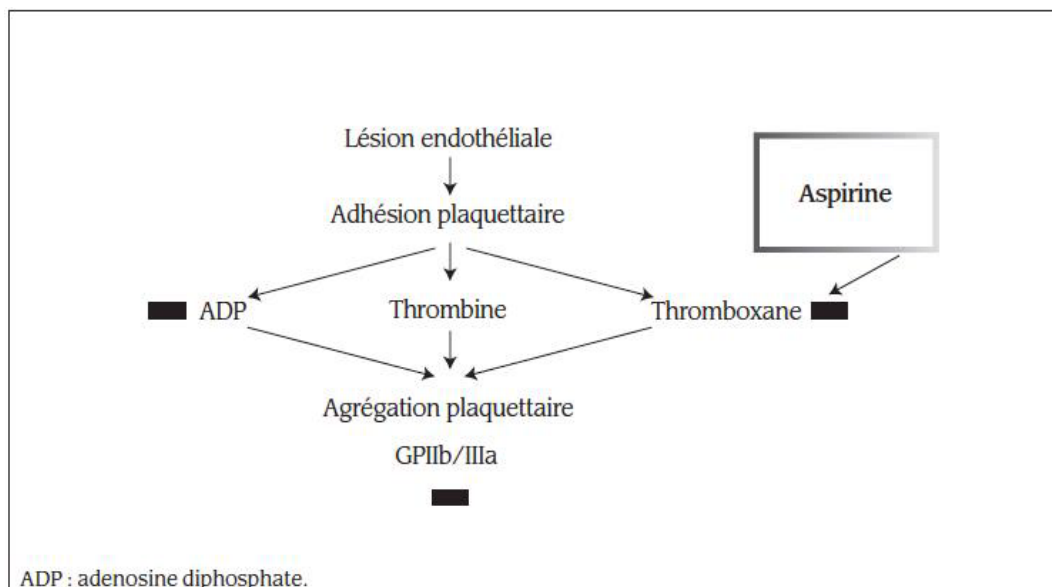 Lésion endothéliale
Adhésion plaquettaire
Aspirine
ADP
Thrombine
Thromboxane
Agrégation plaquettaire
GPIIb/IIIa
ADP : adenosine diphosphate.